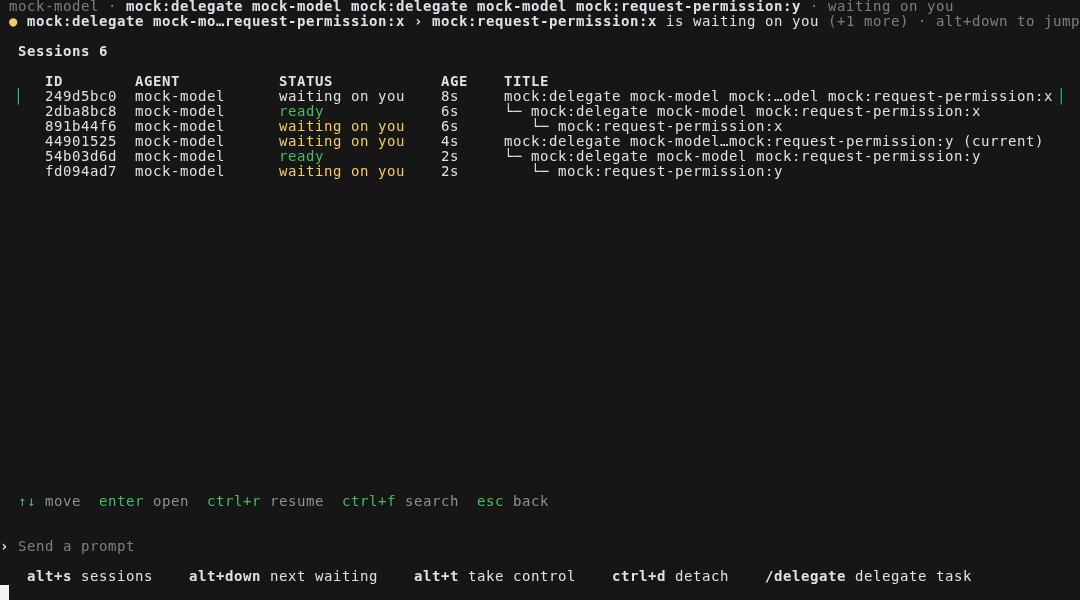 mock-model · mock:delegate mock-model mock:delegate mock-model mock:request-permission:y · waiting on you
● mock:delegate mock-mo…request-permission:x › mock:request-permission:x is waiting on you (+1 more) · alt+down to jump
Sessions 6
ID AGENT STATUS AGE TITLE
249d5bc0 mock-model waiting on you 8s mock:delegate mock-model mock:…odel mock:request-permission:x
2dba8bc8 mock-model ready 6s └─ mock:delegate mock-model mock:request-permission:x
891b44f6 mock-model waiting on you 6s └─ mock:request-permission:x
44901525 mock-model waiting on you 4s mock:delegate mock-model…mock:request-permission:y (current)
54b03d6d mock-model ready 2s └─ mock:delegate mock-model mock:request-permission:y
fd094ad7 mock-model waiting on you 2s └─ mock:request-permission:y
↑↓ move enter open ctrl+r resume ctrl+f search esc back
› Send a prompt
alt+s sessions alt+down next waiting alt+t take control ctrl+d detach /delegate delegate task